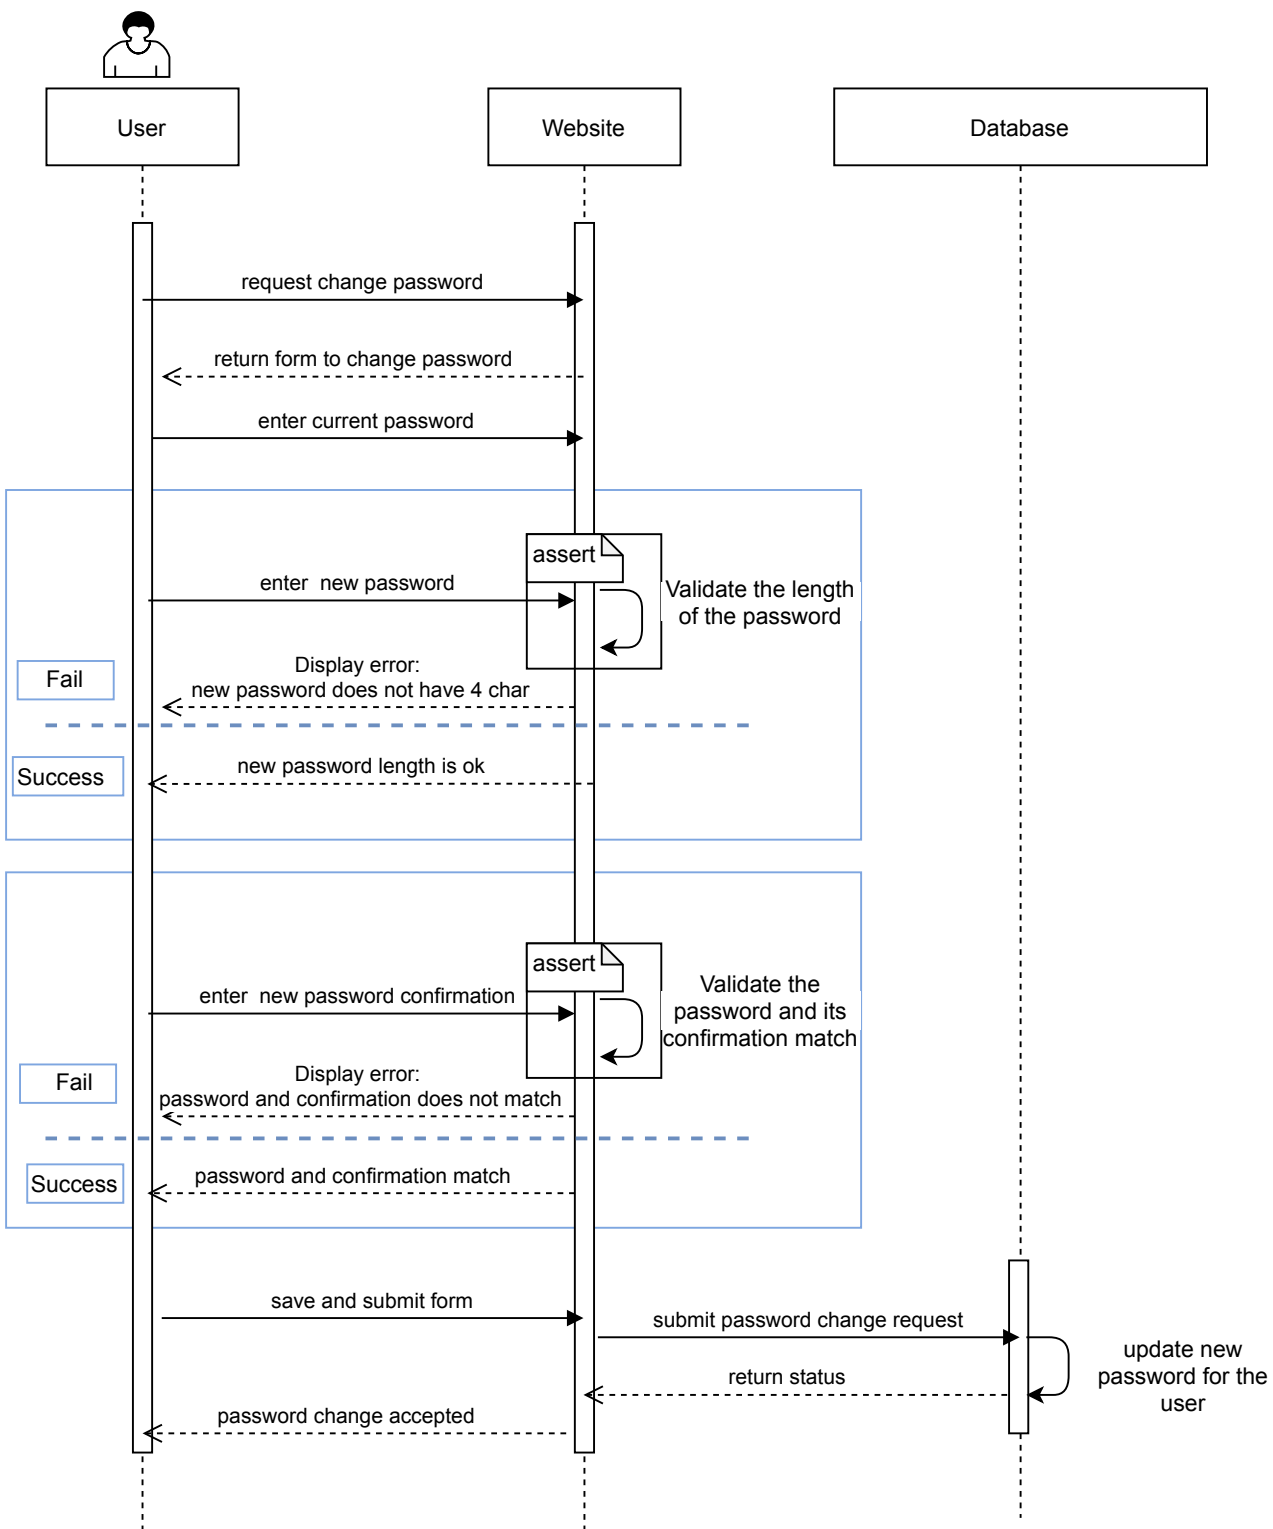 User
Website
Database
request change password
return form to change password
enter current password
assert
enter  new password
Validate the length
of the password
Display error:
new password does not have 4 char
Fail
new password length is ok
Success
assert
enter  new password confirmation
Validate the
password and its
confirmation match
Display error:
password and confirmation does not match
Fail
password and confirmation match
Success
save and submit form
submit password change request
update new
password for the
user
return status
password change accepted